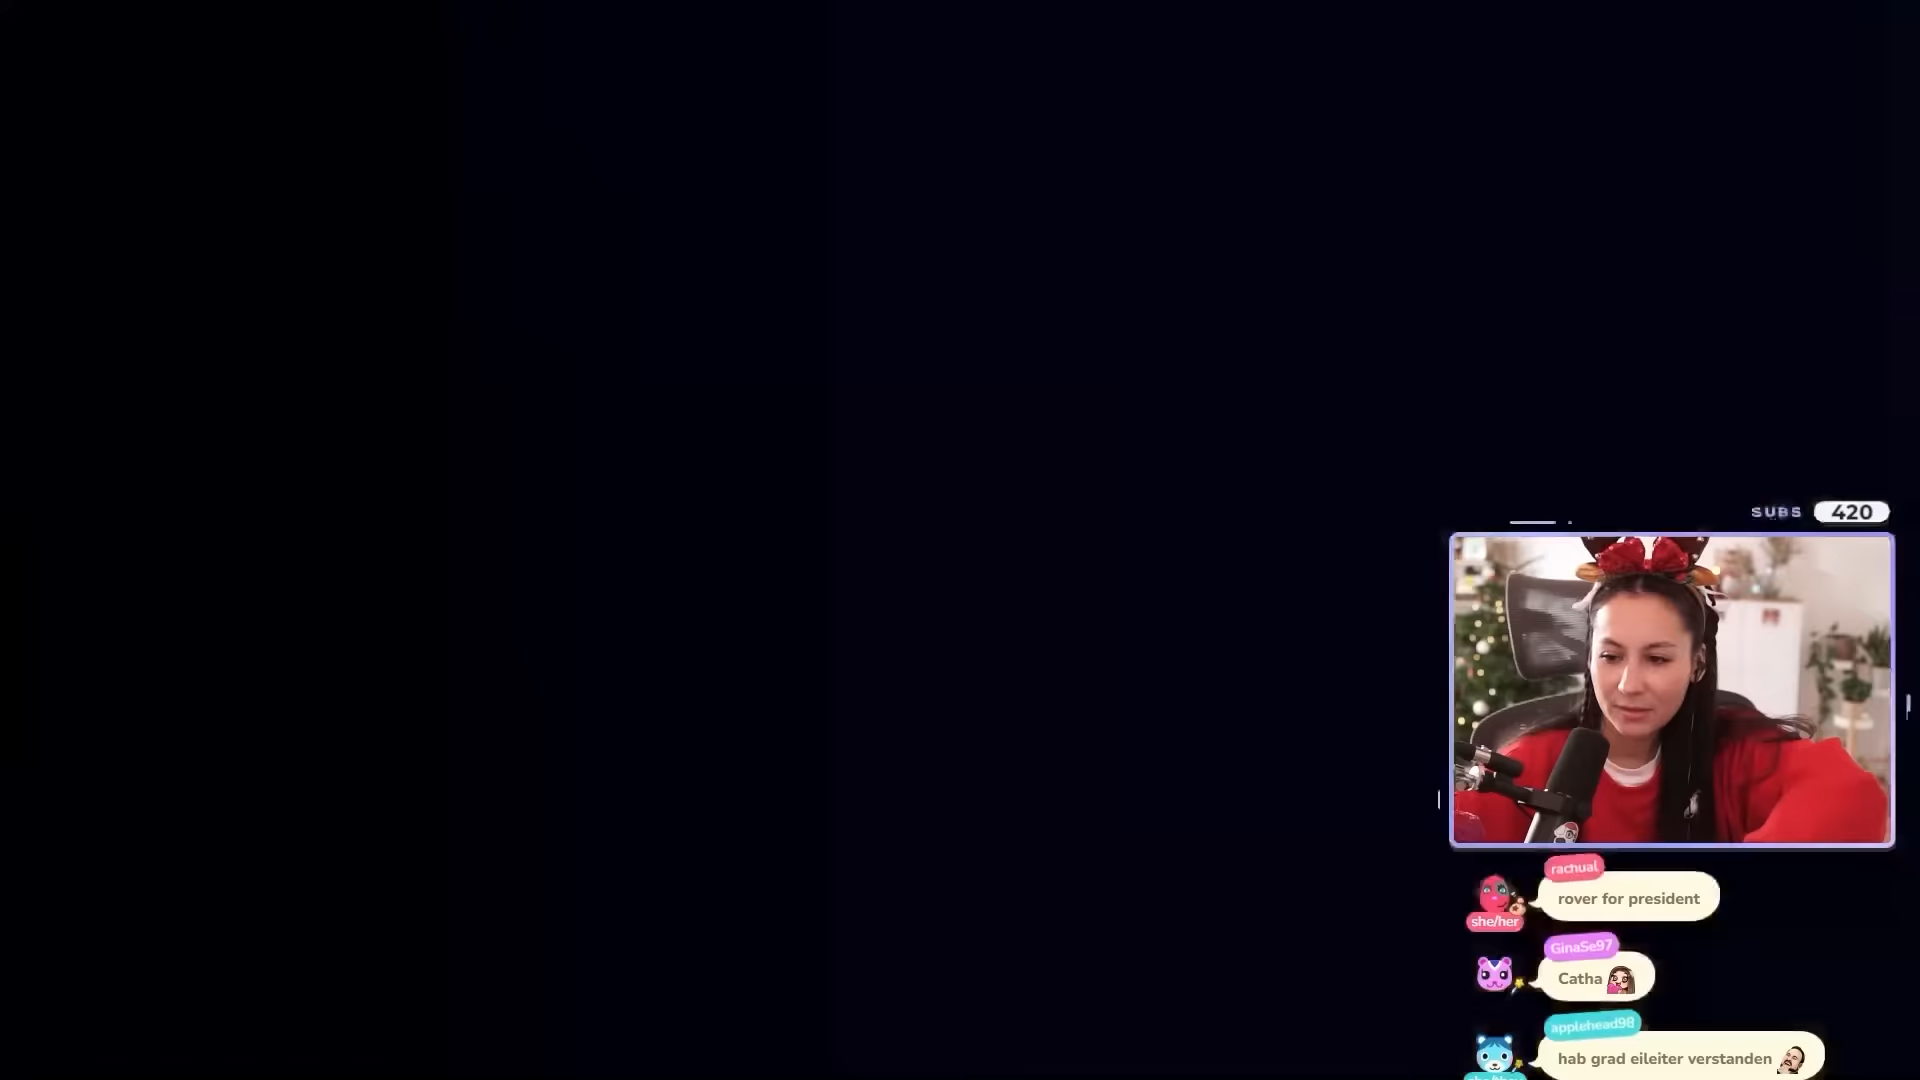 SUBS 420
rachual
rover for president
she/her
GinaSe97
Catha
applehead98
hab grad eileiter verstanden